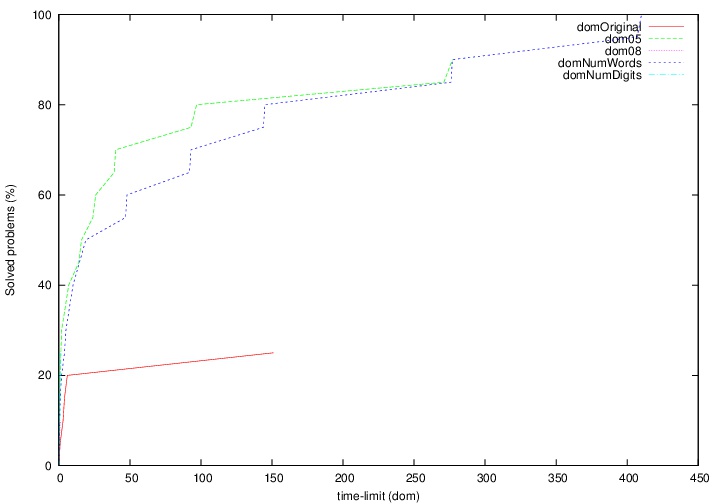 100
80
60
40
20
0
Solved problems (%)
domOriginal
dom05
dom08
domNumWords
domNumDigits
0 50 100 150 200 250 300 350 400 450
time-limit (dom)